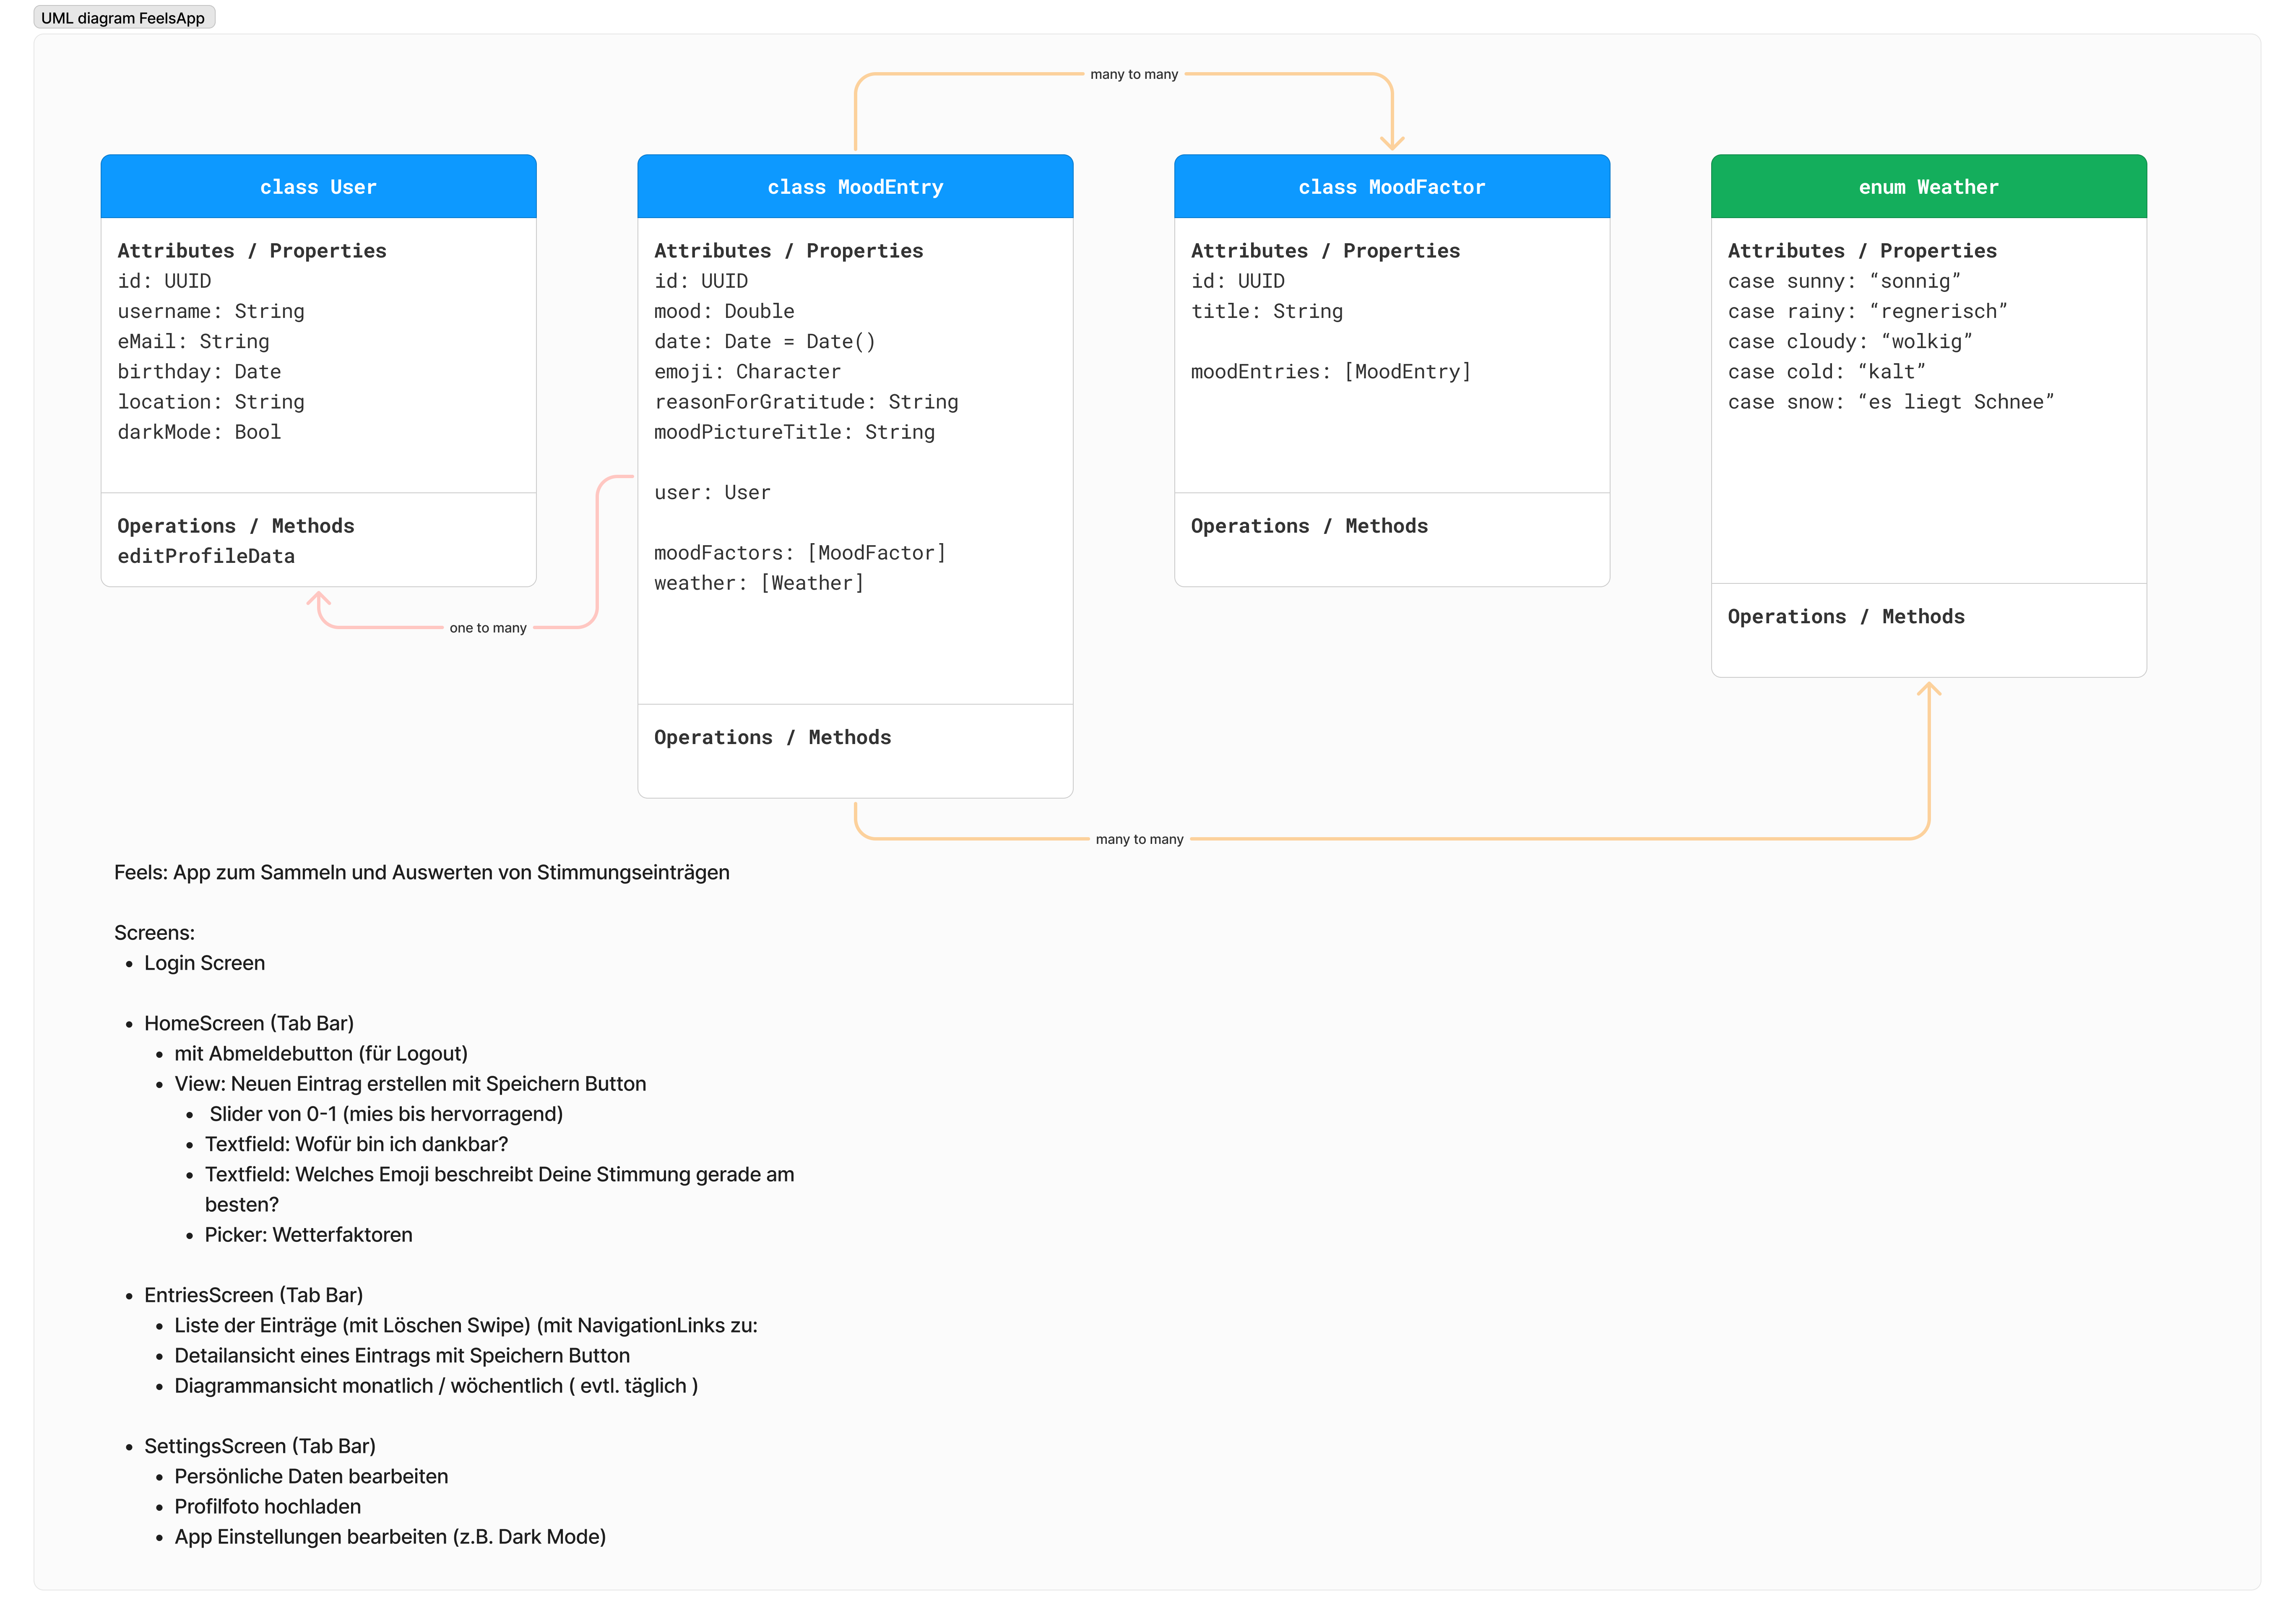 UML diagram FeelsApp
many to many
class User
Attributes / Properties
id: UUID
username: String
eMail: String
birthday: Date
location: String
darkMode: Bool
Operations / Methods
editProfileData
one to many
class MoodEntry
Attributes / Properties
id: UUID
mood: Double
date: Date = Date()
emoji: Character
reasonForGratitude: String
moodPictureTitle: String
user: User
moodFactors: [MoodFactor]
weather: [Weather]
Operations / Methods
class MoodFactor
Attributes / Properties
id: UUID
title: String
moodEntries: [MoodEntry]
Operations / Methods
enum Weather
Attributes / Properties
case sunny: “sonnig”
case rainy: “regnerisch”
case cloudy: “wolkig”
case cold: “kalt”
case snow: “es liegt Schnee”
Operations / Methods
many to many
Feels: App zum Sammeln und Auswerten von Stimmungseinträgen
Screens:
• Login Screen
• HomeScreen (Tab Bar)
• mit Abmeldebutton (für Logout)
• View: Neuen Eintrag erstellen mit Speichern Button
• Slider von 0-1 (mies bis hervorragend)
• Textfield: Wofür bin ich dankbar?
• Textfield: Welches Emoji beschreibt Deine Stimmung gerade am
besten?
• Picker: Wetterfaktoren
• EntriesScreen (Tab Bar)
• Liste der Einträge (mit Löschen Swipe) (mit NavigationLinks zu:
• Detailansicht eines Eintrags mit Speichern Button
• Diagrammansicht monatlich / wöchentlich ( evtl. täglich )
• SettingsScreen (Tab Bar)
• Persönliche Daten bearbeiten
• Profilfoto hochladen
• App Einstellungen bearbeiten (z.B. Dark Mode)